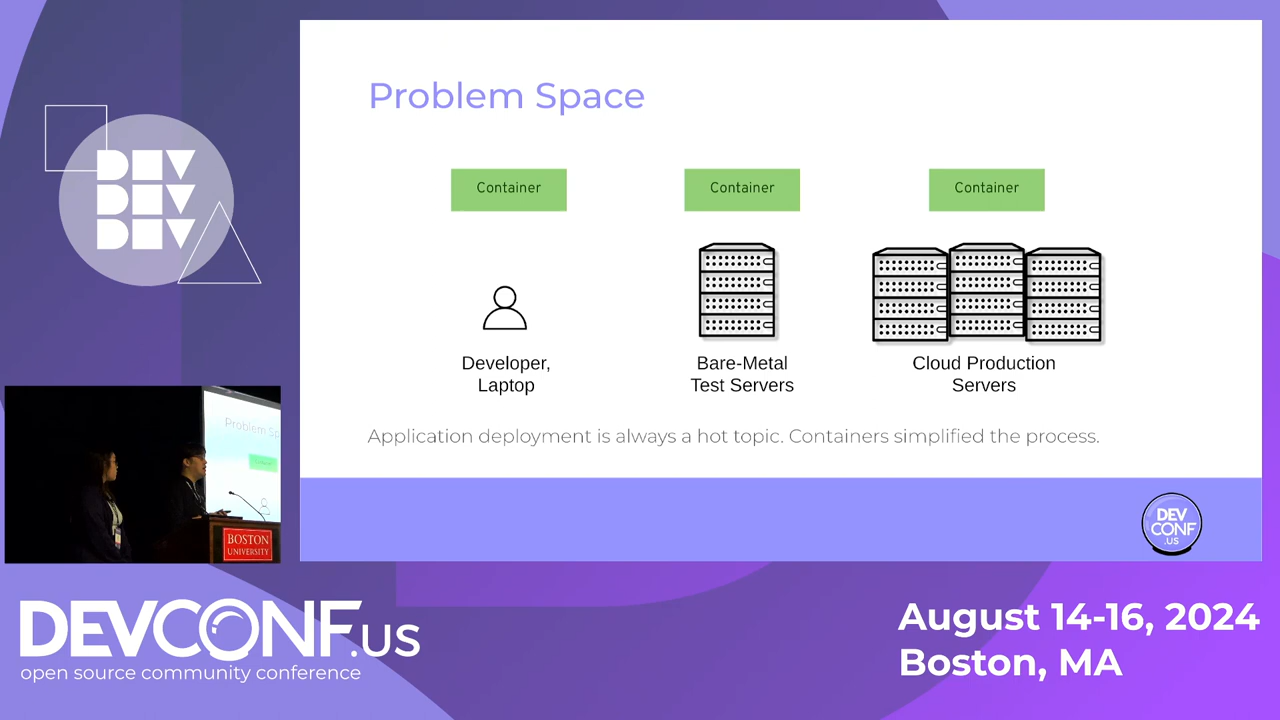 Problem Space
Container
Container
Container
Developer,
Laptop
Bare-Metal
Test Servers
Cloud Production
Servers
Application deployment is always a hot topic. Containers simplified the process.
DEV
CONF
.US
DEV
DEV
DEV
Problem Sp
BOSTON
UNIVERSITY
DEVCONF.US
open source community conference
August 14-16, 2024
Boston, MA